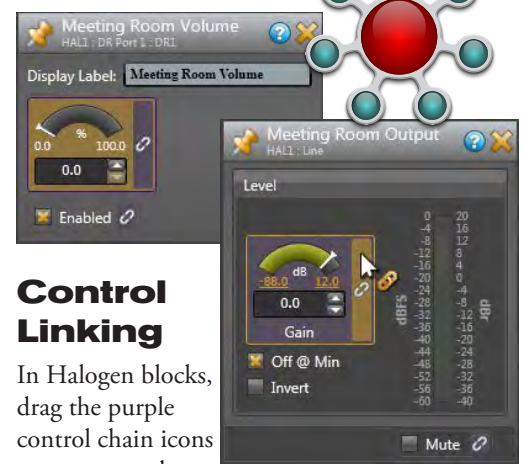 Meeting Room Volume
HAL1 : DR Port 1 : DR1
Display Label: Meeting Room Volume
%
0.0 100.0
0.0
Enabled
Meeting Room Output
HAL1 : Line
Level
dB
-88.0 12.0
0.0
Gain
Off @ Min
Invert
dBFS
dBr
0 20
-4 16
-8 12
-12 8
-16 4
-20 0
-24 -4
-28 -8
-32 -12
-36 -16
-40 -20
-44 -24
-48 -28
-52 -32
-56 -36
-60 -40
Mute
Control
Linking
In Halogen blocks,
drag the purple
control chain icons